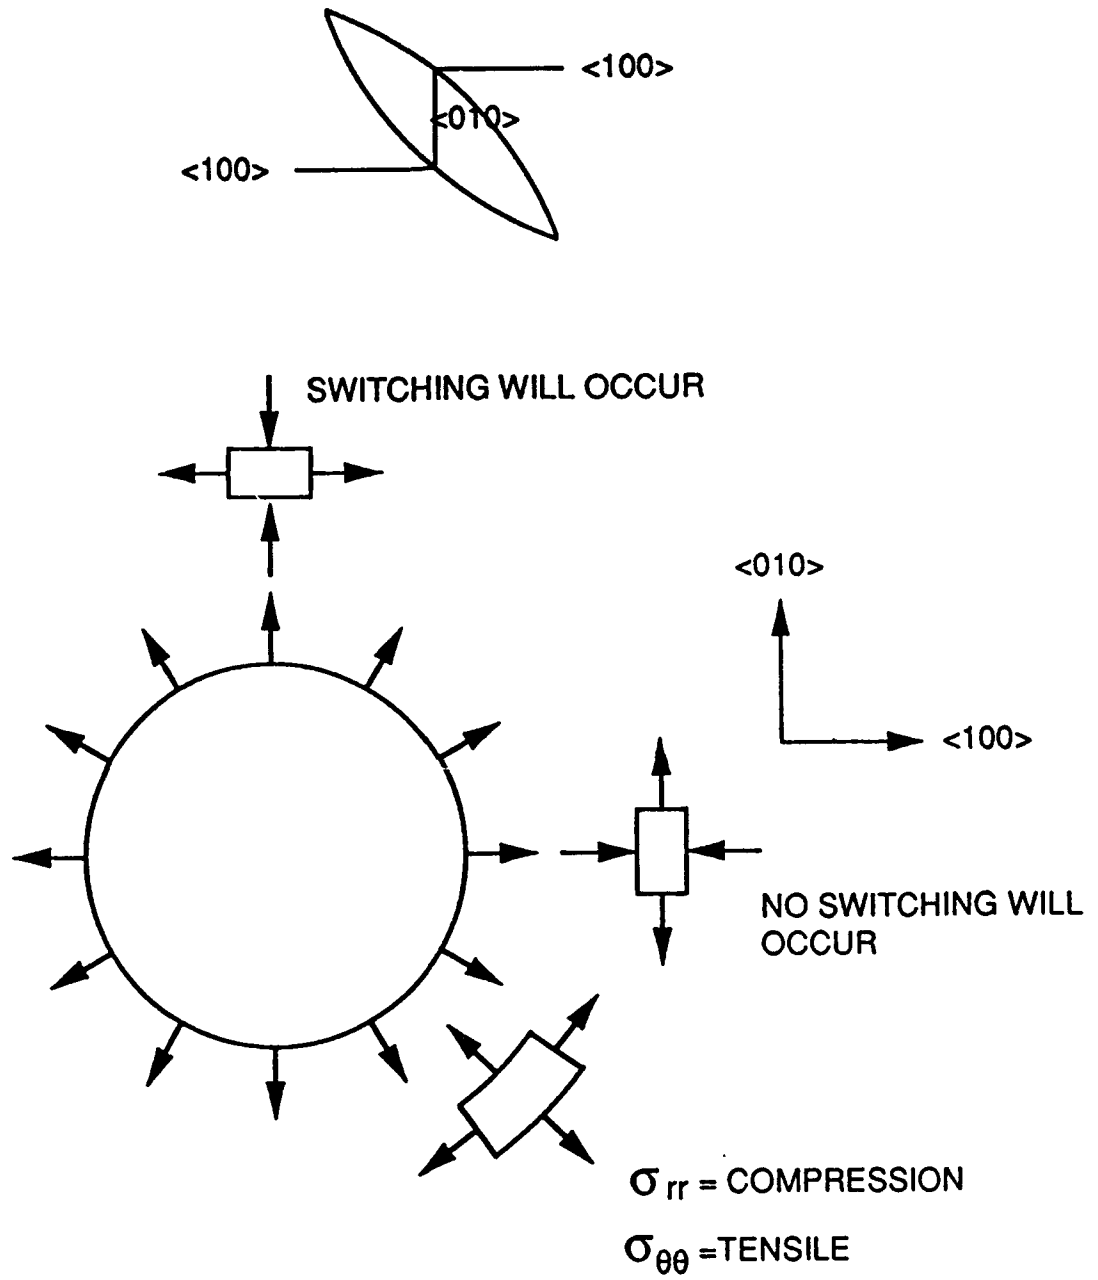 <100>
<010>
<100>
SWITCHING WILL OCCUR
<010>
<100>
NO SWITCHING WILL
OCCUR
σrr = COMPRESSION
σθθ =TENSILE